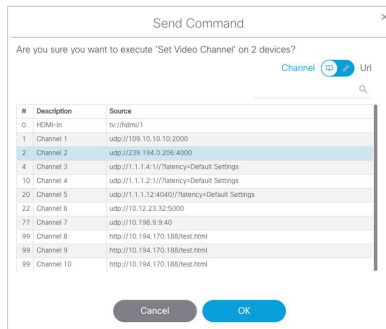 Send Command
Are you sure you want to execute 'Set Video Channel' on 2 devices?
Channel Url
# Description Source
0 HDMI-In tv://hdmi/1
1 Channel 1 udp://109.10.10.10:2000
2 Channel 2 udp://239.194.0.206:4000
4 Channel 3 udp://1.1.1.4:1//?latency=Default Settings
10 Channel 4 udp://1.1.1.2:1//?latency=Default Settings
20 Channel 5 udp://1.1.1.12:4040//?latency=Default Settings
22 Channel 6 udp://10.12.23.32:5000
77 Channel 7 udp://10.198.9.9:40
99 Channel 8 http://10.194.170.188/test.html
99 Channel 9 http://10.194.170.188/test.html
99 Channel 10 http://10.194.170.188/test.html
Cancel OK